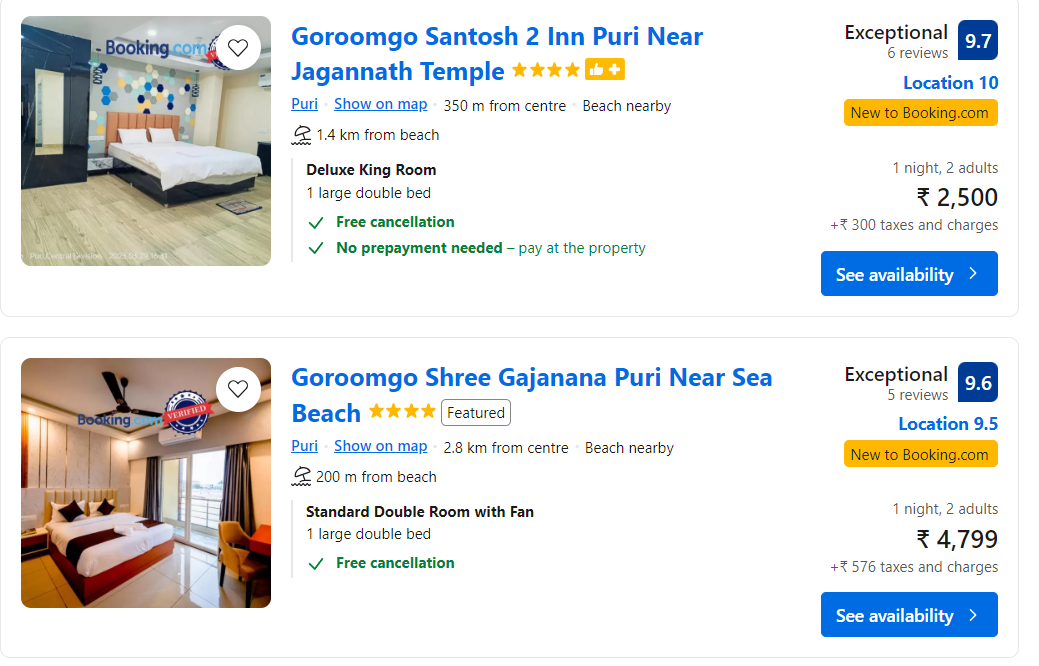 Booking.com
Goroomgo Santosh 2 Inn Puri Near
Jagannath Temple
Puri · Show on map · 350 m from centre · Beach nearby
1.4 km from beach
Deluxe King Room
1 large double bed
Free cancellation
No prepayment needed – pay at the property
Exceptional
6 reviews
9.7
Location 10
New to Booking.com
1 night, 2 adults
₹ 2,500
+₹ 300 taxes and charges
See availability
Booking.com
VERIFIED
Goroomgo Shree Gajanana Puri Near Sea
Beach Featured
Puri · Show on map · 2.8 km from centre · Beach nearby
200 m from beach
Standard Double Room with Fan
1 large double bed
Free cancellation
Exceptional
5 reviews
9.6
Location 9.5
New to Booking.com
1 night, 2 adults
₹ 4,799
+₹ 576 taxes and charges
See availability